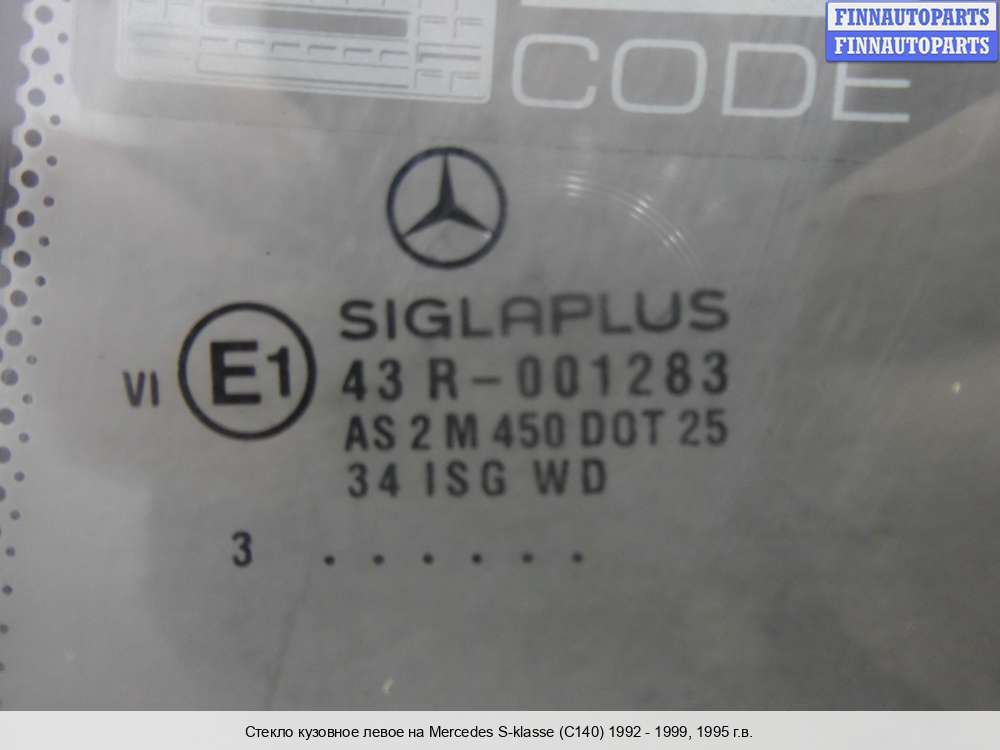 FINNAUTOPARTS
FINNAUTOPARTS
CODE
SIGLAPLUS
VI E1 43 R-001283
AS 2 M 450 DOT 25
34 ISG WD
3 . . . . . .
Стекло кузовное левое на Mercedes S-klasse (C140) 1992 - 1999, 1995 г.в.